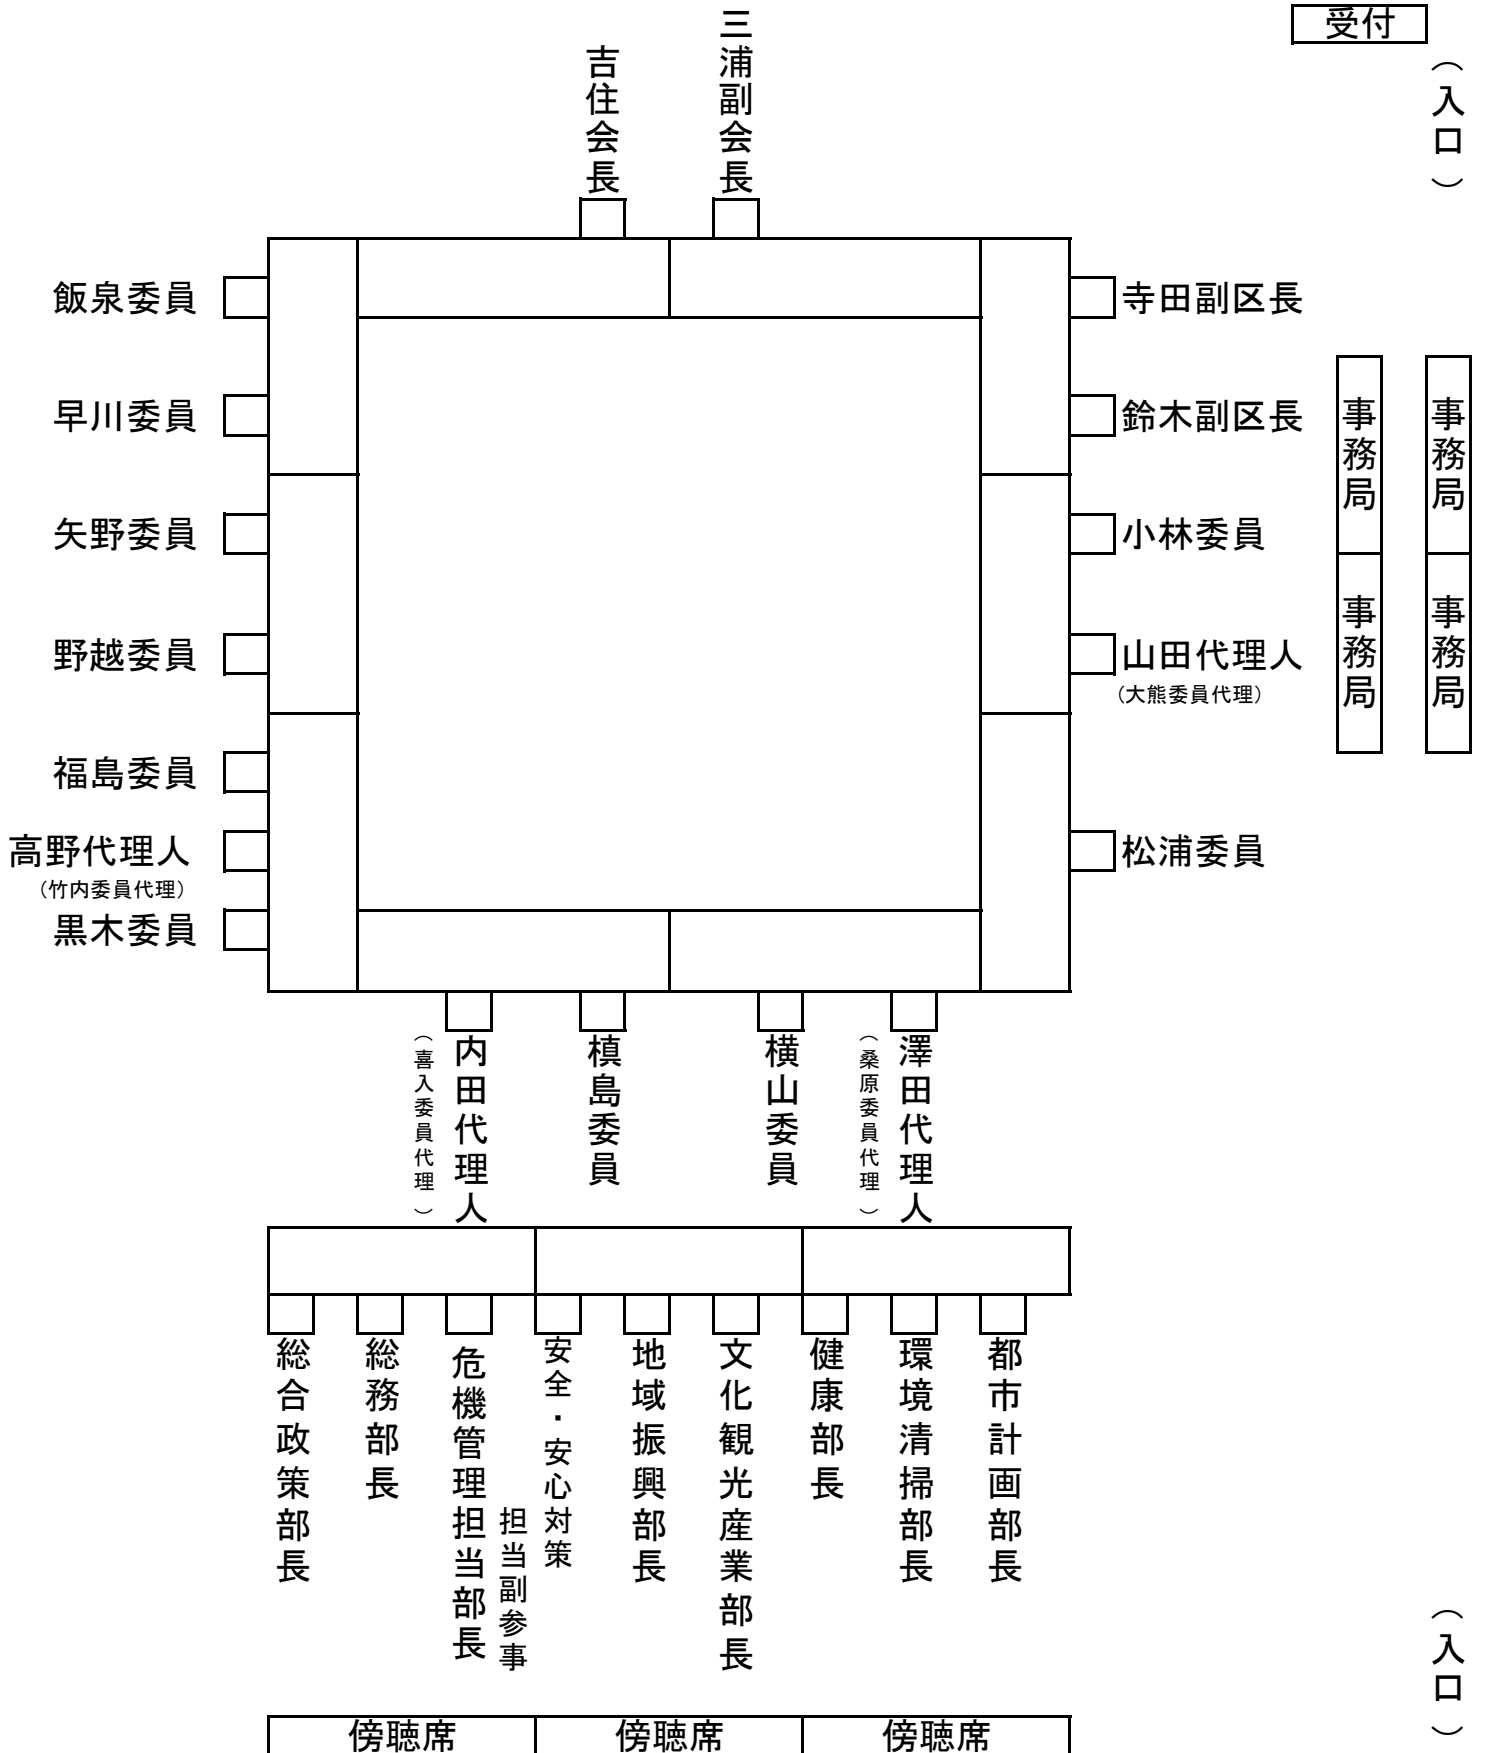 受付
（入口）
三浦副会長
吉住会長
飯泉委員
寺田副区長
早川委員
鈴木副区長
事務局
事務局
矢野委員
小林委員
野越委員
山田代理人
（大熊委員代理）
事務局
事務局
福島委員
高野代理人
（竹内委員代理）
松浦委員
黒木委員
（喜入委員代理）
内田代理人
槙島委員
横山委員
（桑原委員代理）
澤田代理人
総合政策部長
総務部長
危機管理担当部長
安全・安心対策
担当副参事
地域振興部長
文化観光産業部長
健康部長
環境清掃部長
都市計画部長
（入口）
傍聴席
傍聴席
傍聴席